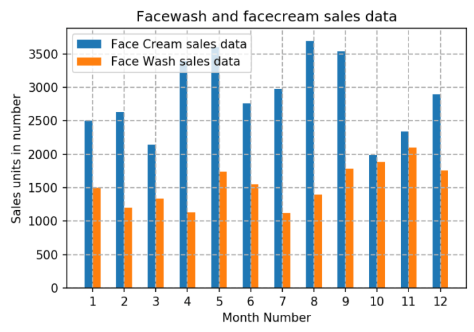 Facewash and facecream sales data
Face Cream sales data
Face Wash sales data
3500
3000
2500
2000
1500
1000
500
0
Sales units in number
1 2 3 4 5 6 7 8 9 10 11 12
Month Number